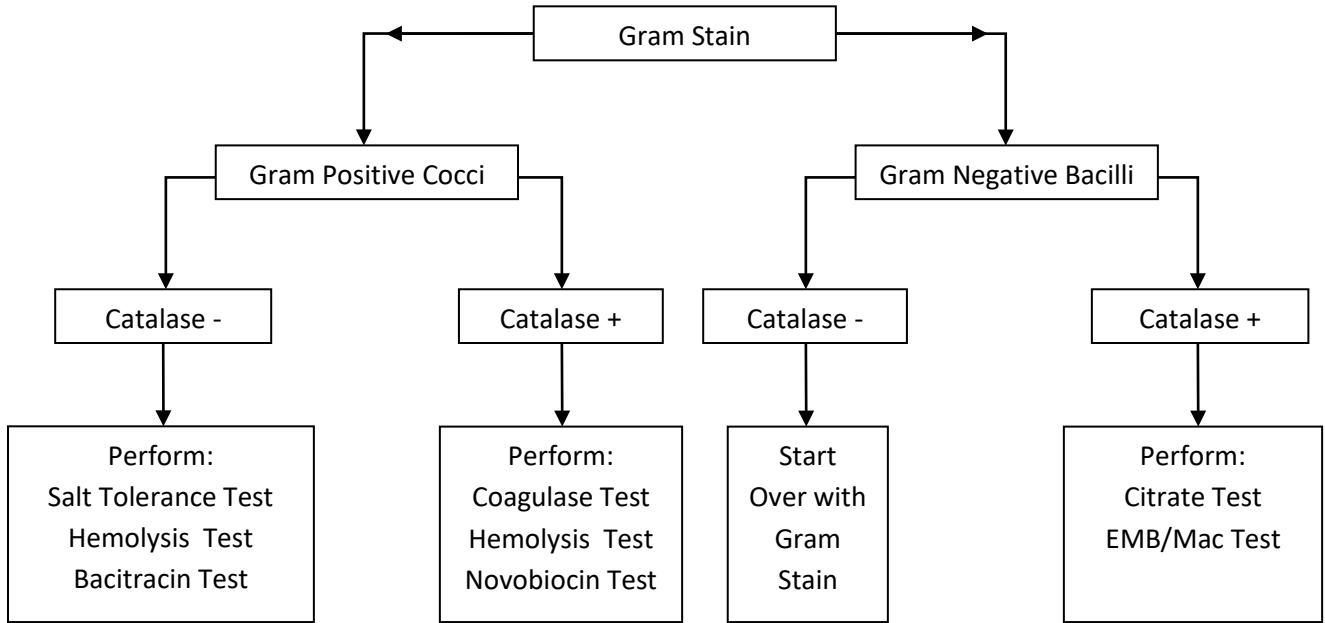 Gram Stain
Gram Positive Cocci
Gram Negative Bacilli
Catalase -
Catalase +
Catalase -
Catalase +
Perform:
Salt Tolerance Test
Hemolysis Test
Bacitracin Test
Perform:
Coagulase Test
Hemolysis Test
Novobiocin Test
Start
Over with
Gram
Stain
Perform:
Citrate Test
EMB/Mac Test